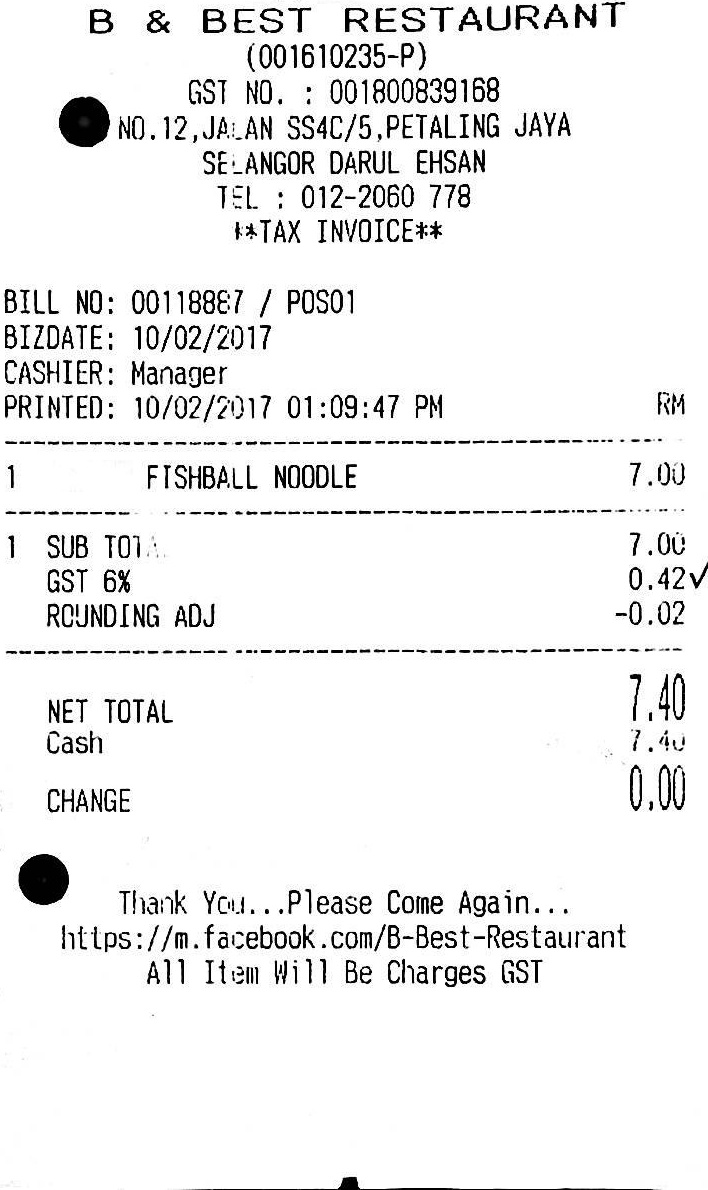 B & BEST RESTAURANT
(001610235-P)
GST NO. : 001800839168
NO.12,JALAN SS4C/5,PETALING JAYA
SELANGOR DARUL EHSAN
TEL : 012-2060 778
**TAX INVOICE**
BILL NO: 00118887 / POS01
BIZDATE: 10/02/2017
CASHIER: Manager
PRINTED: 10/02/2017 01:09:47 PM RM
1 FISHBALL NOODLE 7.00
1 SUB TOTAL 7.00
GST 6% 0.42✓
ROUNDING ADJ -0.02
NET TOTAL 7.40
Cash 7.40
CHANGE 0.00
Thank You...Please Come Again...
https://m.facebook.com/B-Best-Restaurant
All Item Will Be Charges GST